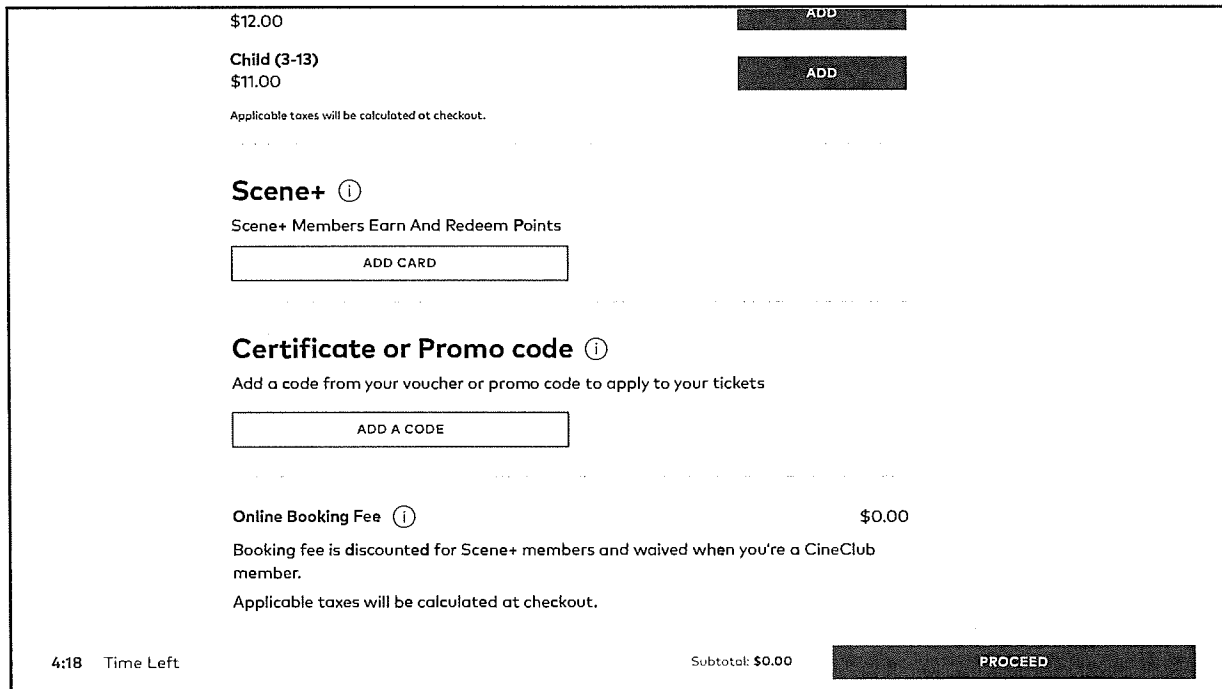 $12.00
ADD
Child (3-13)
$11.00
ADD
Applicable taxes will be calculated at checkout.
Scene+ i
Scene+ Members Earn And Redeem Points
ADD CARD
Certificate or Promo code i
Add a code from your voucher or promo code to apply to your tickets
ADD A CODE
Online Booking Fee i
$0.00
Booking fee is discounted for Scene+ members and waived when you're a CineClub
member.
Applicable taxes will be calculated at checkout.
4:18 Time Left
Subtotal: $0.00
PROCEED